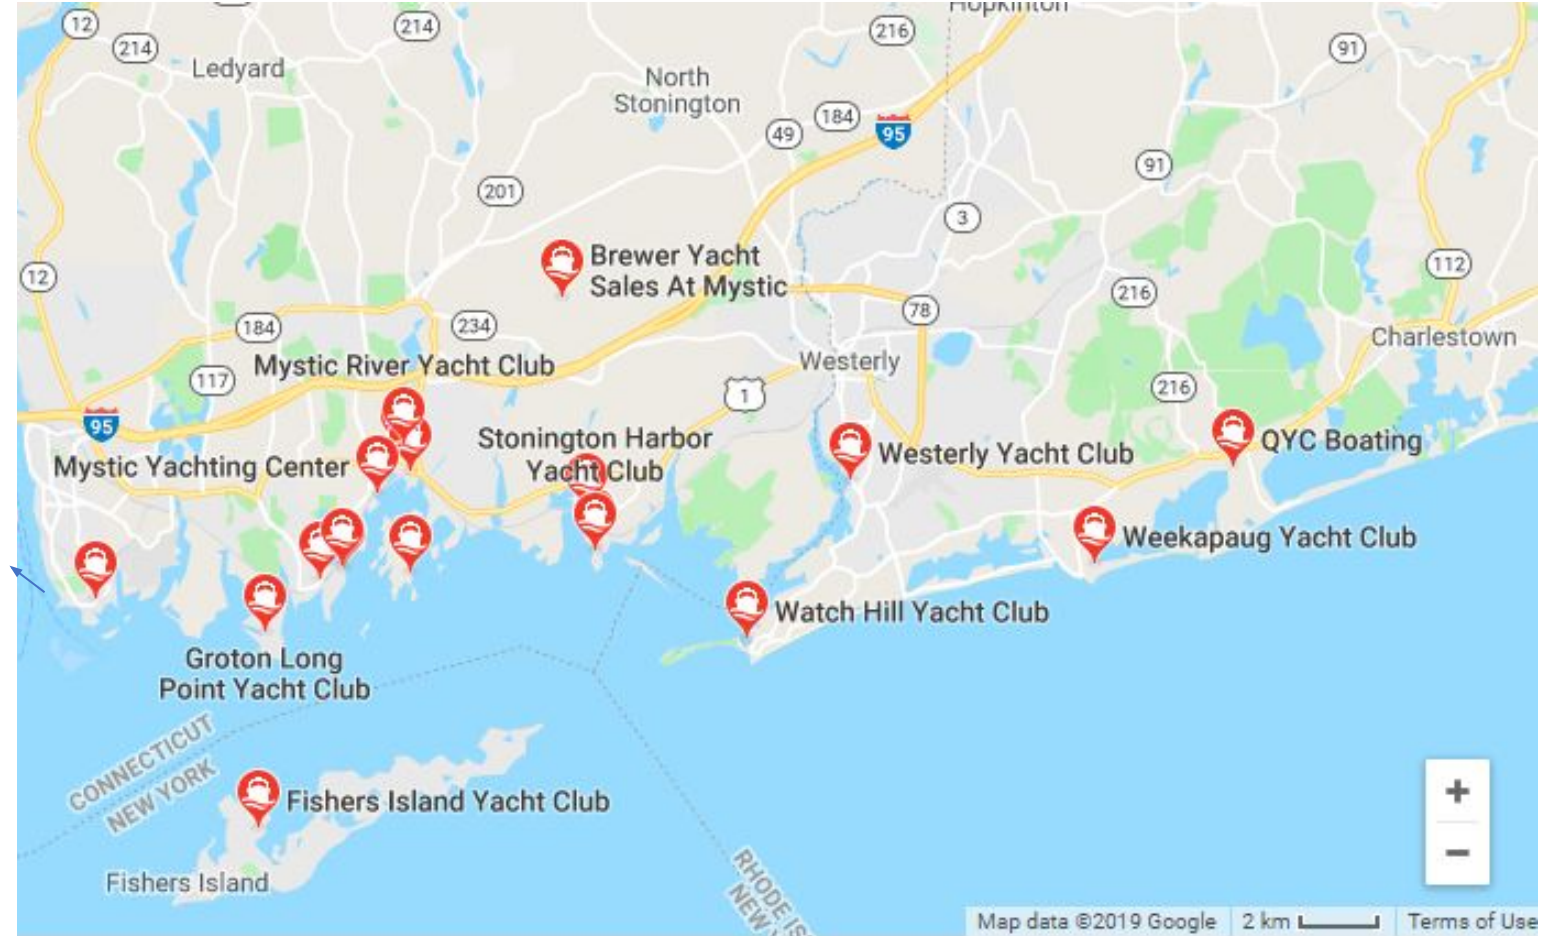 Hopkinton
12
214
214
216
91
Ledyard
North
Stonington
49
184
95
91
201
3
Brewer Yacht
Sales At Mystic
12
112
216
78
184
234
Charlestown
Mystic River Yacht Club
Westerly
117
216
1
95
Stonington Harbor
Yacht Club
QYC Boating
Westerly Yacht Club
Mystic Yachting Center
Weekapaug Yacht Club
Watch Hill Yacht Club
Groton Long
Point Yacht Club
CONNECTICUT
NEW YORK
Fishers Island Yacht Club
Fishers Island
RHODE IS
NEW
+
−
Map data ©2019 Google
2 km
Terms of Use